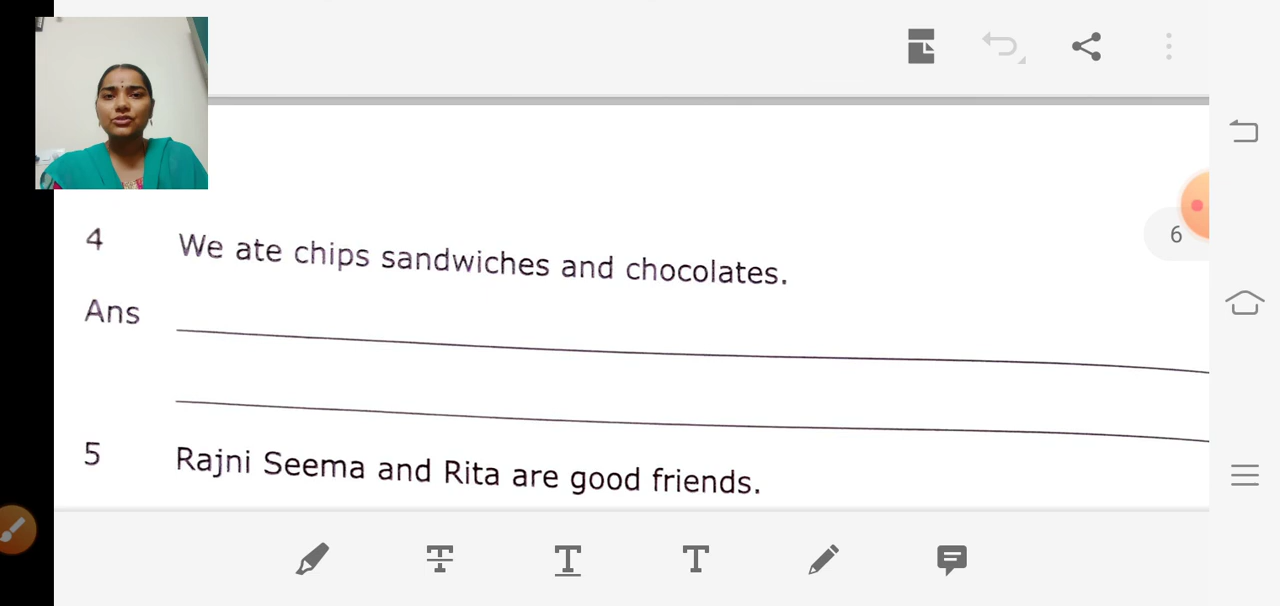 6
4 We ate chips sandwiches and chocolates.
Ans
5 Rajni Seema and Rita are good friends.